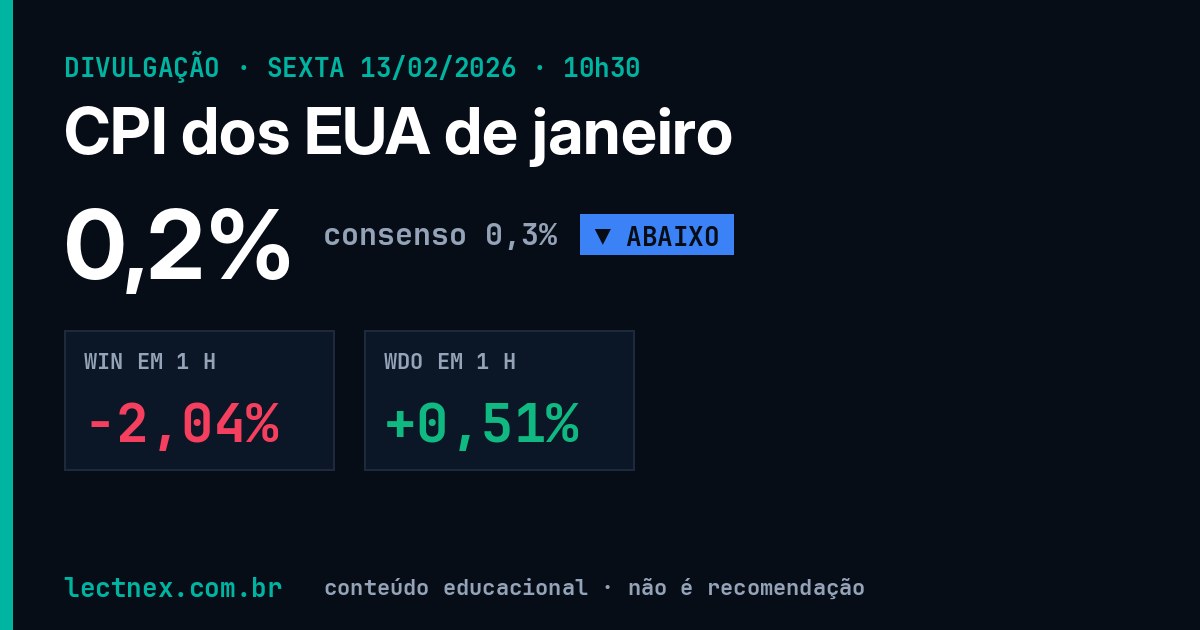 DIVULGAÇÃO · SEXTA 13/02/2026 · 10h30
CPI dos EUA de janeiro
0,2% consenso 0,3% ▼ ABAIXO
WIN EM 1 H
-2,04%
WDO EM 1 H
+0,51%
lectnex.com.br conteúdo educacional · não é recomendação